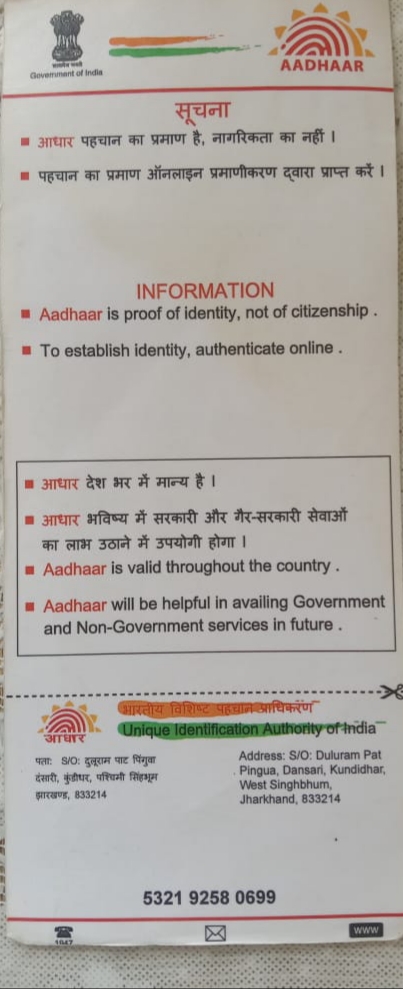 सत्यमेव जयते
Government of India
AADHAAR
सूचना
आधार पहचान का प्रमाण है, नागरिकता का नहीं ।
पहचान का प्रमाण ऑनलाइन प्रमाणीकरण द्वारा प्राप्त करें ।
INFORMATION
Aadhaar is proof of identity, not of citizenship .
To establish identity, authenticate online .
आधार देश भर में मान्य है ।
आधार भविष्य में सरकारी और गैर-सरकारी सेवाओं
का लाभ उठाने में उपयोगी होगा ।
Aadhaar is valid throughout the country .
Aadhaar will be helpful in availing Government
and Non-Government services in future .
आधार
भारतीय विशिष्ट पहचान प्राधिकरण
Unique Identification Authority of India
पता: S/O: दुलूराम पाट पिंगुवा
दंसारी, कुंडीधर, पश्चिमी सिंहभूम
झारखण्ड, 833214
Address: S/O: Duluram Pat
Pingua, Dansari, Kundidhar,
West Singhbhum,
Jharkhand, 833214
5321 9258 0699
1947
WWW